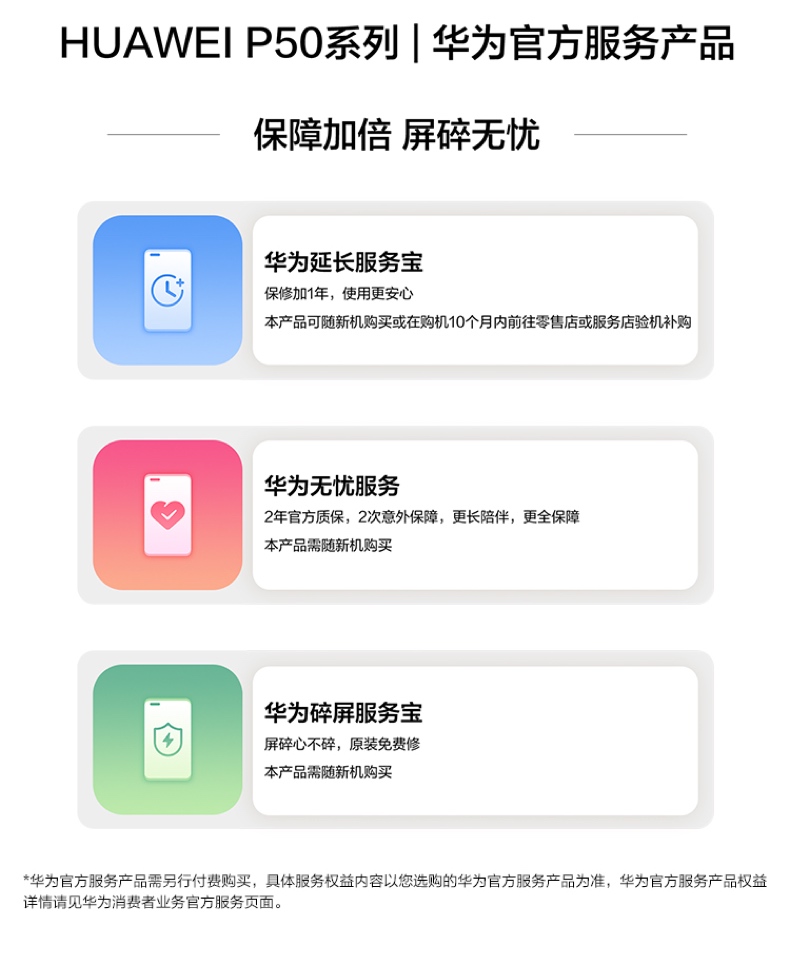 HUAWEI P50系列 | 华为官方服务产品
保障加倍 屏碎无忧
华为延长服务宝
保修加1年，使用更安心
本产品可随新机购买或在购机10个月内前往零售店或服务店验机补购
华为无忧服务
2年官方质保，2次意外保障，更长陪伴，更全保障
本产品需随新机购买
华为碎屏服务宝
屏碎心不碎，原装免费修
本产品需随新机购买
*华为官方服务产品需另行付费购买，具体服务权益内容以您选购的华为官方服务产品为准，华为官方服务产品权益
详情请见华为消费者业务官方服务页面。